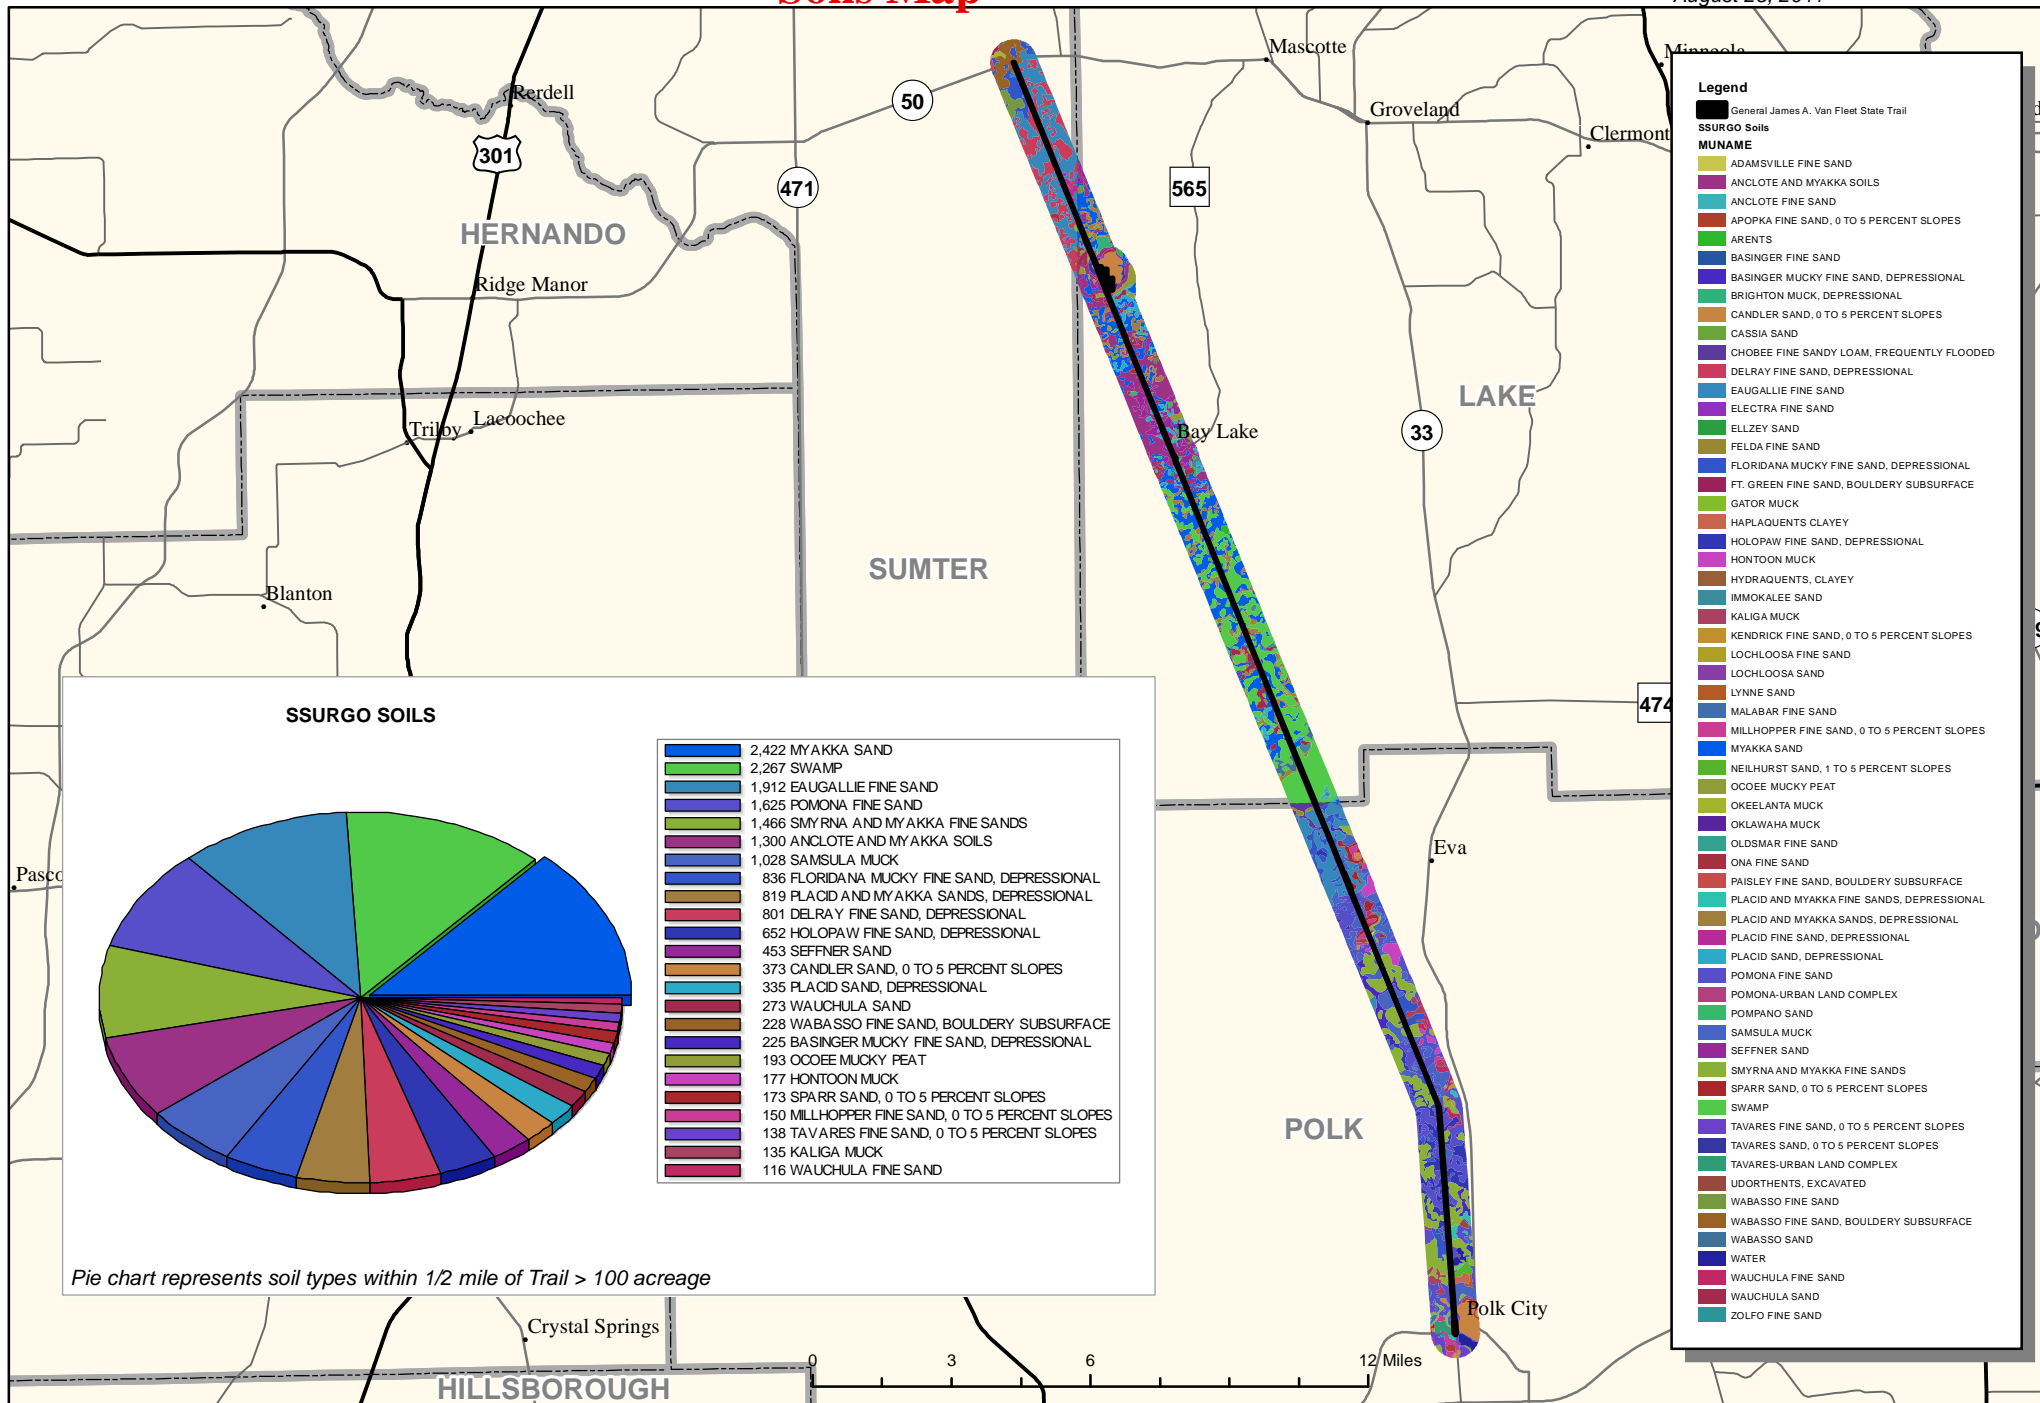 Soils Map
August 23, 2011
Mascotte
Minneola
Rerdell
50
Groveland
Clermont
301
471
565
HERNANDO
Ridge Manor
LAKE
Trilby
Lacoochee
Bay Lake
33
SUMTER
Blanton
474
Eva
Pasco
POLK
Polk City
Crystal Springs
HILLSBOROUGH
0 3 6 12 Miles
SSURGO SOILS
2,422 MYAKKA SAND
2,267 SWAMP
1,912 EAUGALLIE FINE SAND
1,625 POMONA FINE SAND
1,466 SMYRNA AND MYAKKA FINE SANDS
1,300 ANCLOTE AND MYAKKA SOILS
1,028 SAMSULA MUCK
836 FLORIDANA MUCKY FINE SAND, DEPRESSIONAL
819 PLACID AND MYAKKA SANDS, DEPRESSIONAL
801 DELRAY FINE SAND, DEPRESSIONAL
652 HOLOPAW FINE SAND, DEPRESSIONAL
453 SEFFNER SAND
373 CANDLER SAND, 0 TO 5 PERCENT SLOPES
335 PLACID SAND, DEPRESSIONAL
273 WAUCHULA SAND
228 WABASSO FINE SAND, BOULDERY SUBSURFACE
225 BASINGER MUCKY FINE SAND, DEPRESSIONAL
193 OCOEE MUCKY PEAT
177 HONTOON MUCK
173 SPARR SAND, 0 TO 5 PERCENT SLOPES
150 MILLHOPPER FINE SAND, 0 TO 5 PERCENT SLOPES
138 TAVARES FINE SAND, 0 TO 5 PERCENT SLOPES
135 KALIGA MUCK
116 WAUCHULA FINE SAND
Pie chart represents soil types within 1/2 mile of Trail > 100 acreage
Legend
General James A. Van Fleet State Trail
SSURGO Soils
MUNAME
ADAMSVILLE FINE SAND
ANCLOTE AND MYAKKA SOILS
ANCLOTE FINE SAND
APOPKA FINE SAND, 0 TO 5 PERCENT SLOPES
ARENTS
BASINGER FINE SAND
BASINGER MUCKY FINE SAND, DEPRESSIONAL
BRIGHTON MUCK, DEPRESSIONAL
CANDLER SAND, 0 TO 5 PERCENT SLOPES
CASSIA SAND
CHOBEE FINE SANDY LOAM, FREQUENTLY FLOODED
DELRAY FINE SAND, DEPRESSIONAL
EAUGALLIE FINE SAND
ELECTRA FINE SAND
ELLZEY SAND
FELDA FINE SAND
FLORIDANA MUCKY FINE SAND, DEPRESSIONAL
FT. GREEN FINE SAND, BOULDERY SUBSURFACE
GATOR MUCK
HAPLAQUENTS CLAYEY
HOLOPAW FINE SAND, DEPRESSIONAL
HONTOON MUCK
HYDRAQUENTS, CLAYEY
IMMOKALEE SAND
KALIGA MUCK
KENDRICK FINE SAND, 0 TO 5 PERCENT SLOPES
LOCHLOOSA FINE SAND
LOCHLOOSA SAND
LYNNE SAND
MALABAR FINE SAND
MILLHOPPER FINE SAND, 0 TO 5 PERCENT SLOPES
MYAKKA SAND
NEILHURST SAND, 1 TO 5 PERCENT SLOPES
OCOEE MUCKY PEAT
OKEELANTA MUCK
OKLAWAHA MUCK
OLDSMAR FINE SAND
ONA FINE SAND
PAISLEY FINE SAND, BOULDERY SUBSURFACE
PLACID AND MYAKKA FINE SANDS, DEPRESSIONAL
PLACID AND MYAKKA SANDS, DEPRESSIONAL
PLACID FINE SAND, DEPRESSIONAL
PLACID SAND, DEPRESSIONAL
POMONA FINE SAND
POMONA-URBAN LAND COMPLEX
POMPANO SAND
SAMSULA MUCK
SEFFNER SAND
SMYRNA AND MYAKKA FINE SANDS
SPARR SAND, 0 TO 5 PERCENT SLOPES
SWAMP
TAVARES FINE SAND, 0 TO 5 PERCENT SLOPES
TAVARES SAND, 0 TO 5 PERCENT SLOPES
TAVARES-URBAN LAND COMPLEX
UDORTHENTS, EXCAVATED
WABASSO FINE SAND
WABASSO FINE SAND, BOULDERY SUBSURFACE
WABASSO SAND
WATER
WAUCHULA FINE SAND
WAUCHULA SAND
ZOLFO FINE SAND